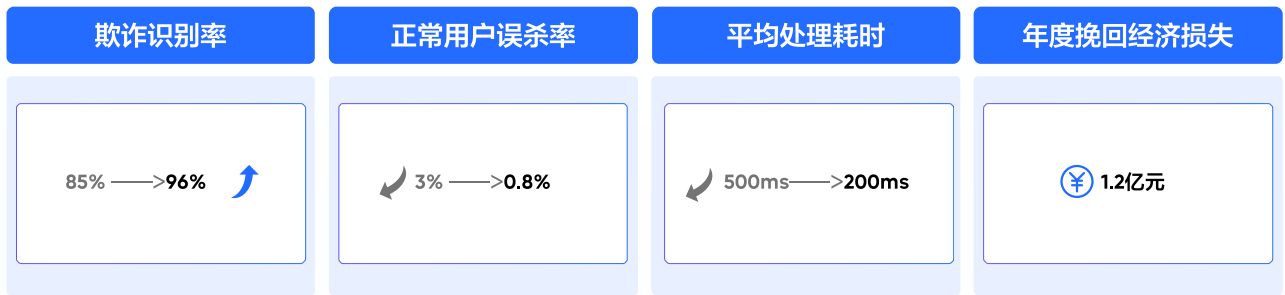 欺诈识别率
85% ——>96%
正常用户误杀率
3% ——>0.8%
平均处理耗时
500ms——>200ms
年度挽回经济损失
¥ 1.2亿元